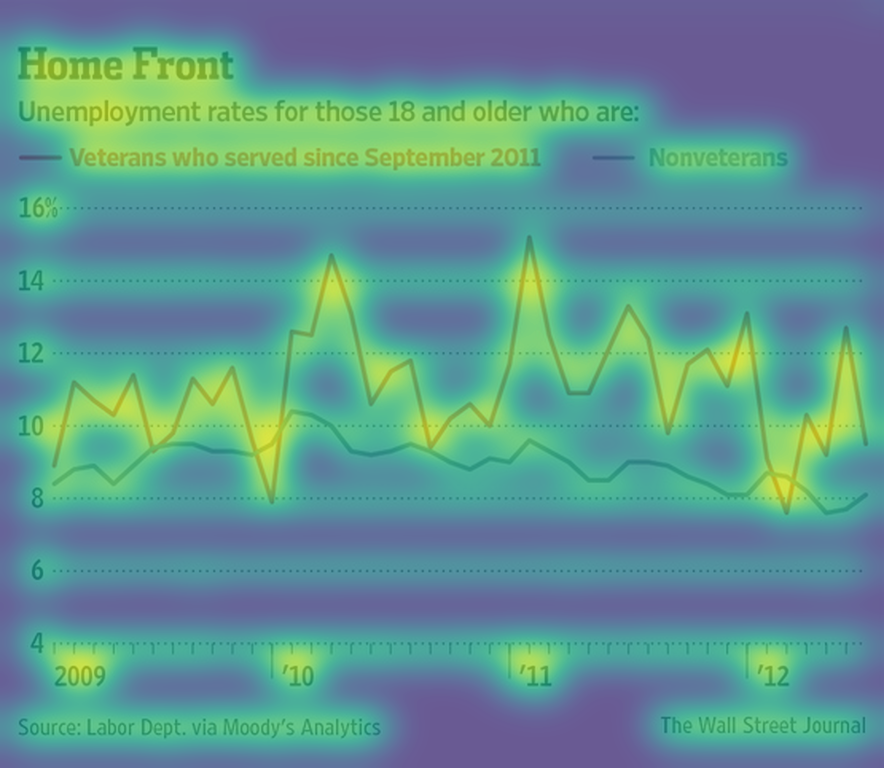 Home Front
Unemployment rates for those 18 and older who are:
Veterans who served since September 2011 Nonveterans
16%
14
12
10
8
6
4
2009 ’10 ’11 ’12
Source: Labor Dept. via Moody’s Analytics The Wall Street Journal